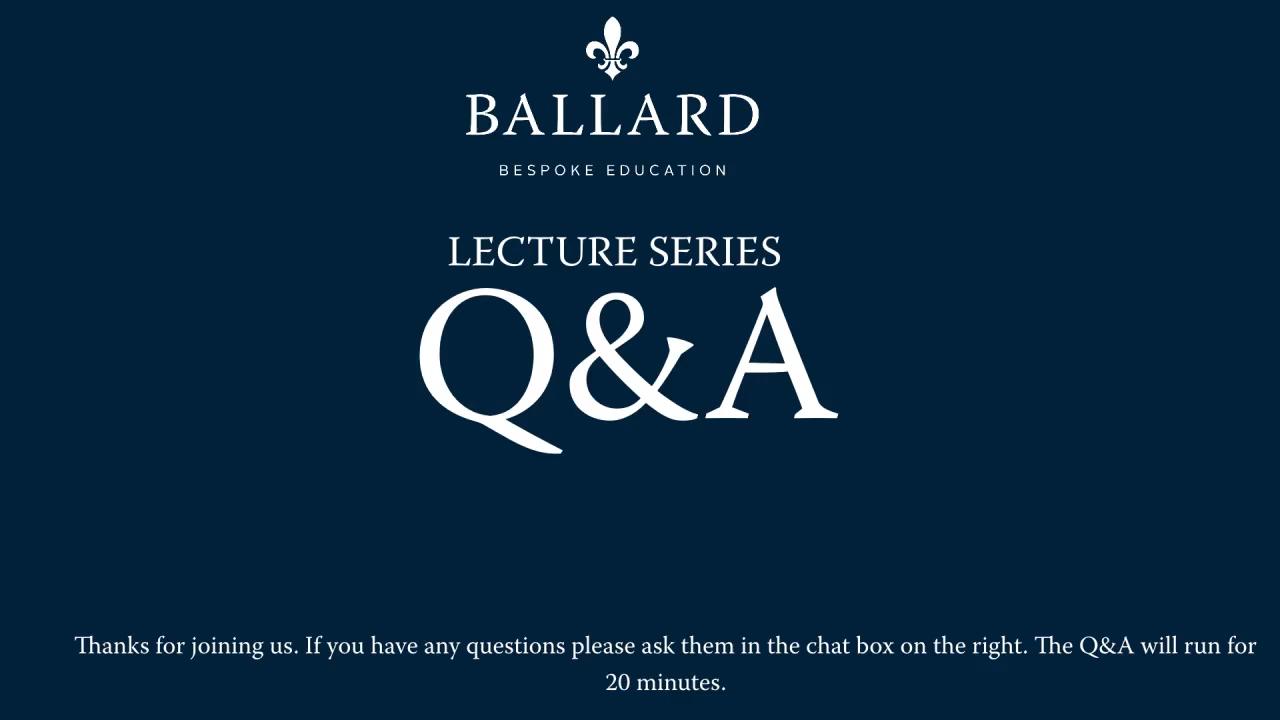 BALLARD
BESPOKE EDUCATION
LECTURE SERIES
Q&A
Thanks for joining us. If you have any questions please ask them in the chat box on the right. The Q&A will run for
20 minutes.